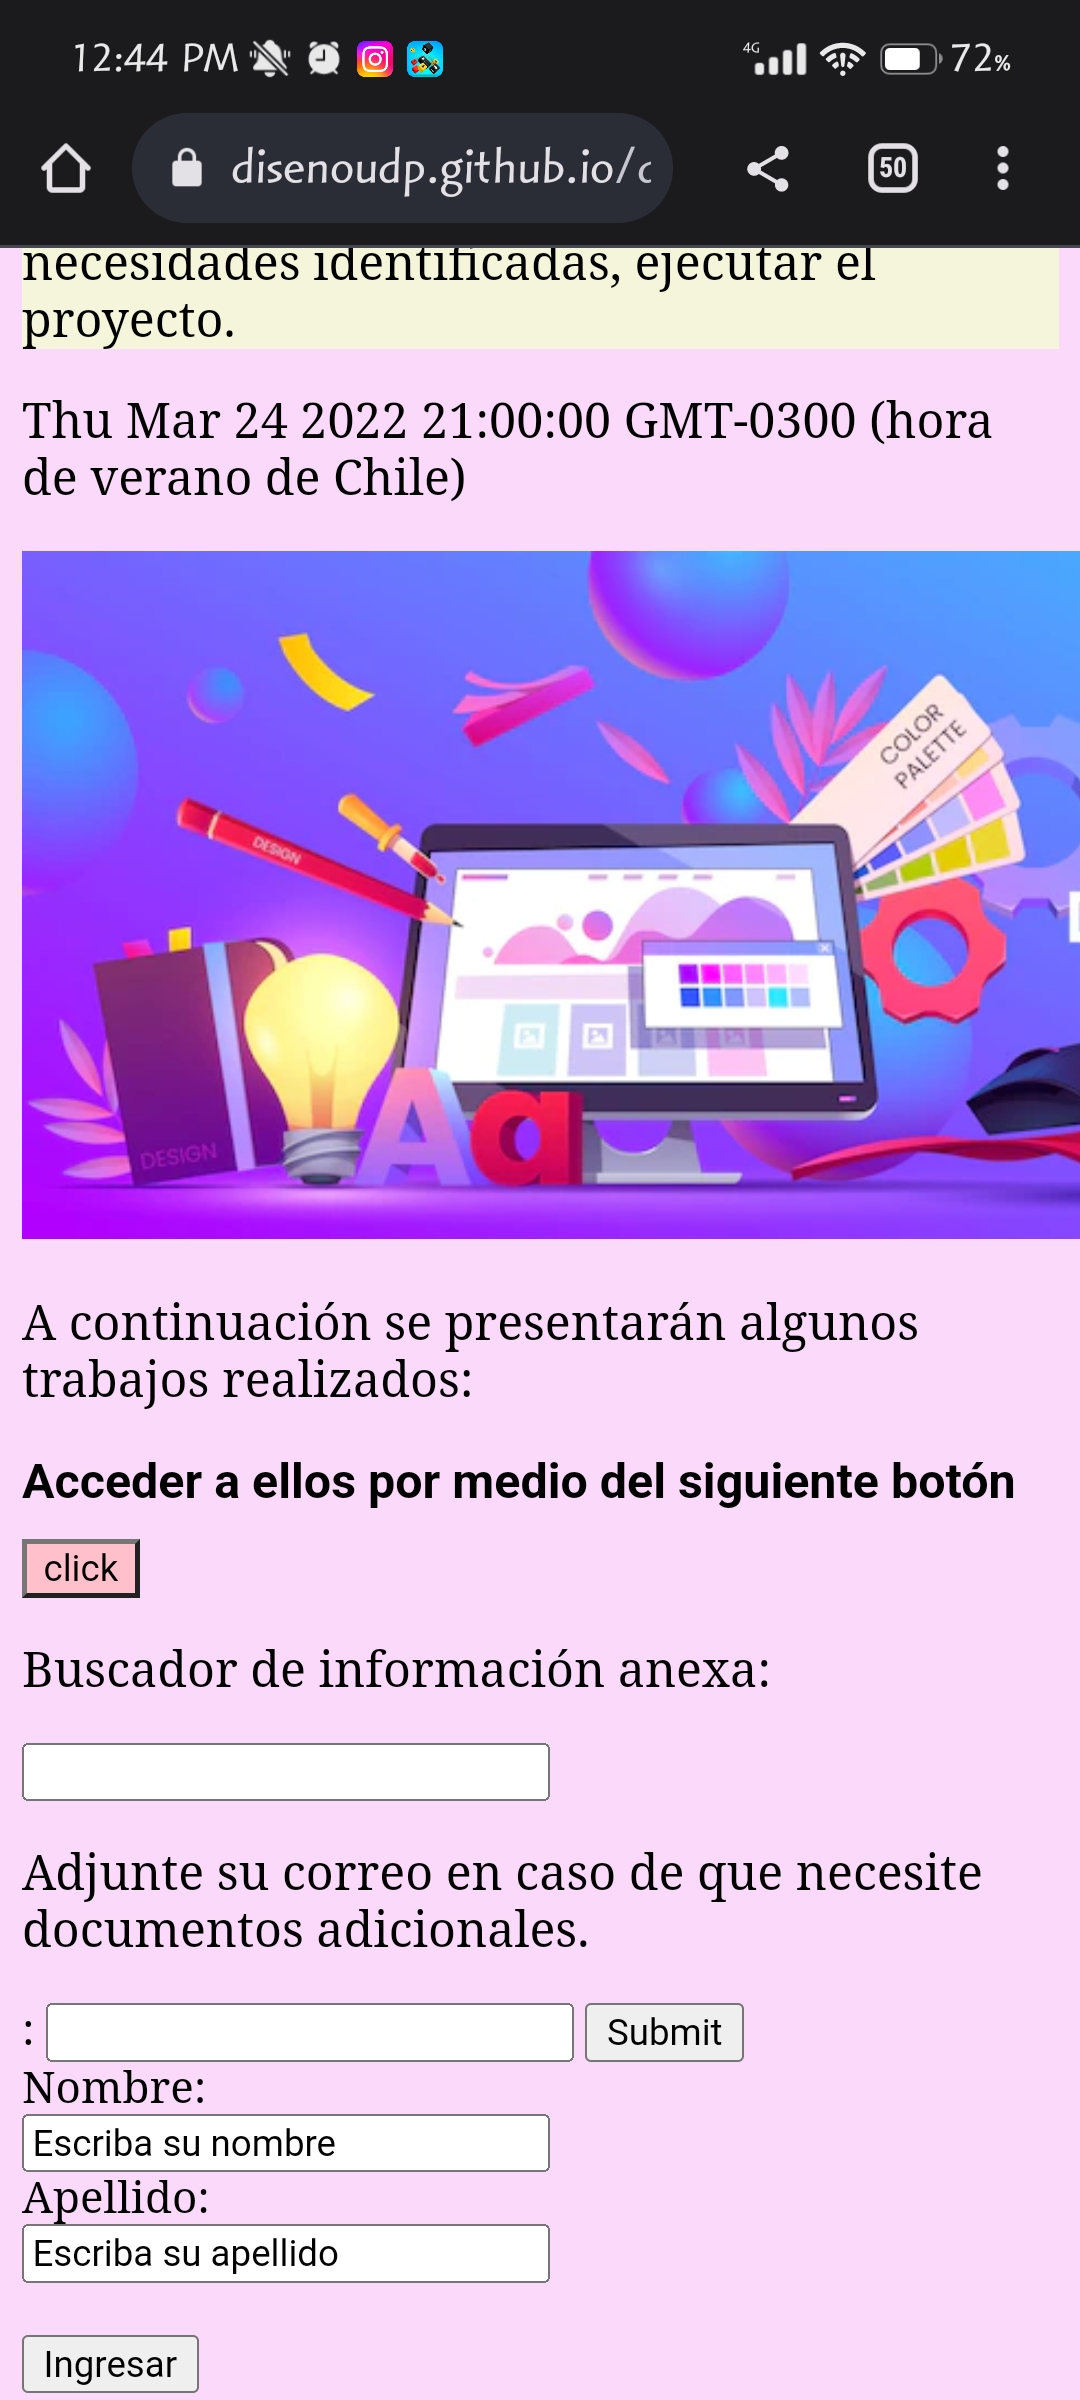 12:44 PM
4G
72%
disenoudp.github.io/c
50
necesidades identificadas, ejecutar el
proyecto.
Thu Mar 24 2022 21:00:00 GMT-0300 (hora
de verano de Chile)
COLOR
PALETTE
DESIGN
DESIGN
Aa
A continuación se presentarán algunos
trabajos realizados:
Acceder a ellos por medio del siguiente botón
click
Buscador de información anexa:
Adjunte su correo en caso de que necesite
documentos adicionales.
: Submit
Nombre:
Escriba su nombre
Apellido:
Escriba su apellido
Ingresar